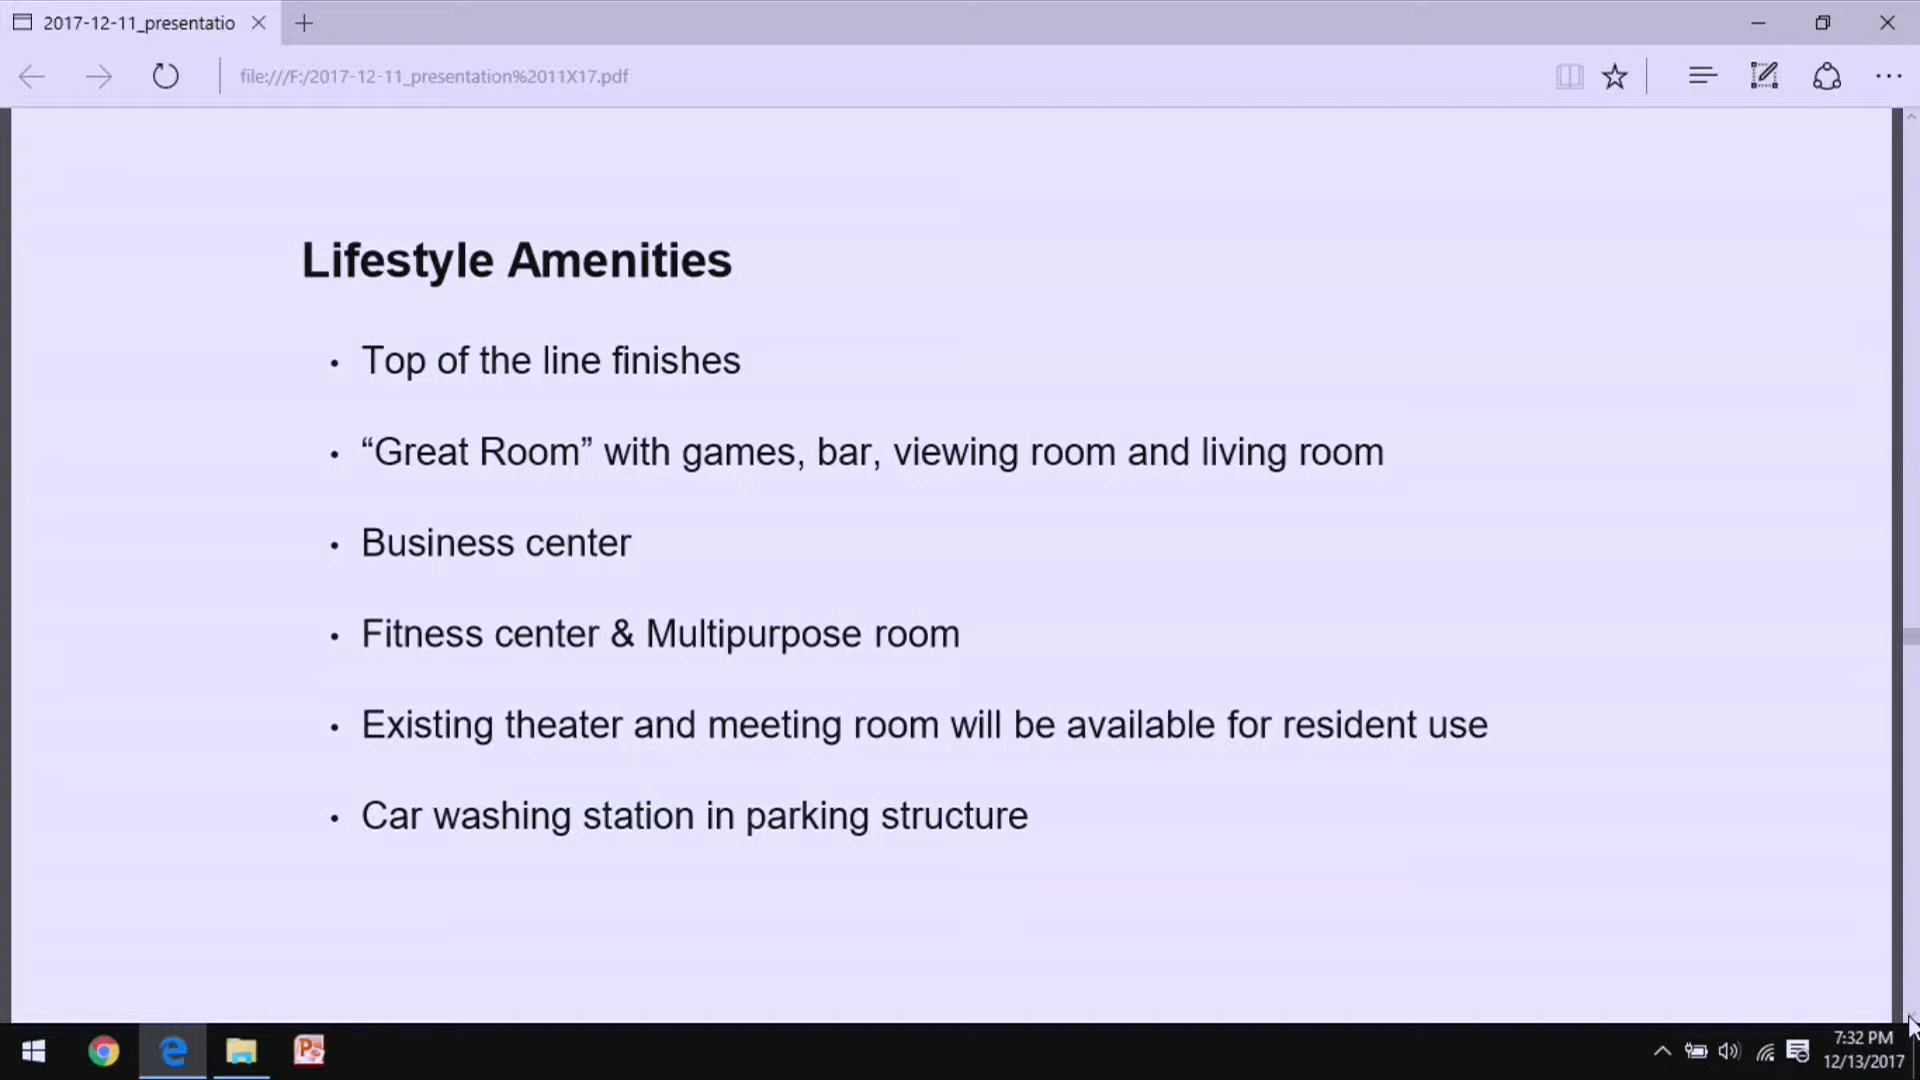 2017-12-11_presentatio
file:///F:/2017-12-11_presentation%2011X17.pdf
Lifestyle Amenities
• Top of the line finishes
• “Great Room” with games, bar, viewing room and living room
• Business center
• Fitness center & Multipurpose room
• Existing theater and meeting room will be available for resident use
• Car washing station in parking structure
7:32 PM
12/13/2017